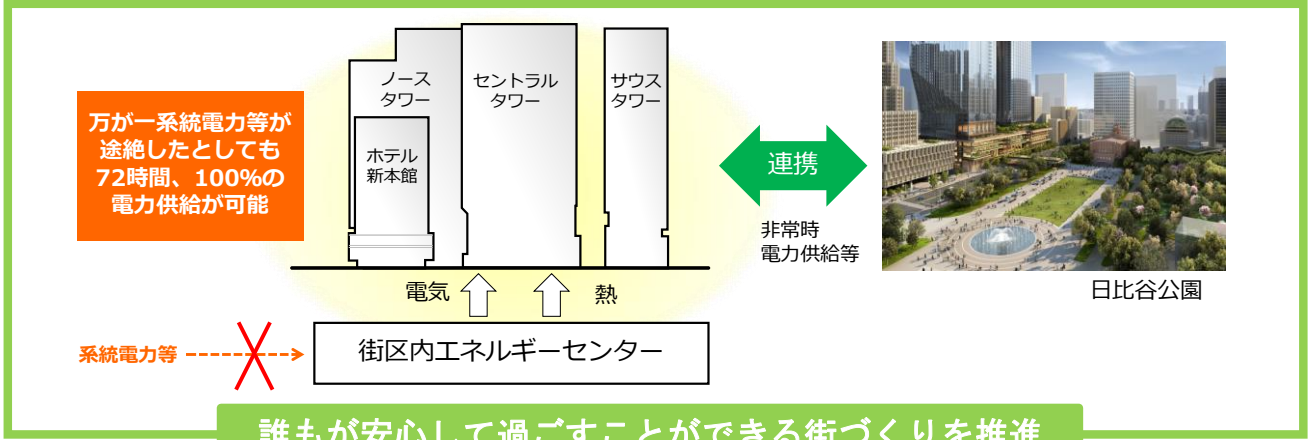 万が一系統電力等が
途絶したとしても
72時間、100%の
電力供給が可能
ノース
タワー
ホテル
新本館
セントラル
タワー
サウス
タワー
連携
非常時
電力供給等
日比谷公園
電気
熱
系統電力等
街区内エネルギーセンター
誰もが安心して過ごすことができる街づくりを推進